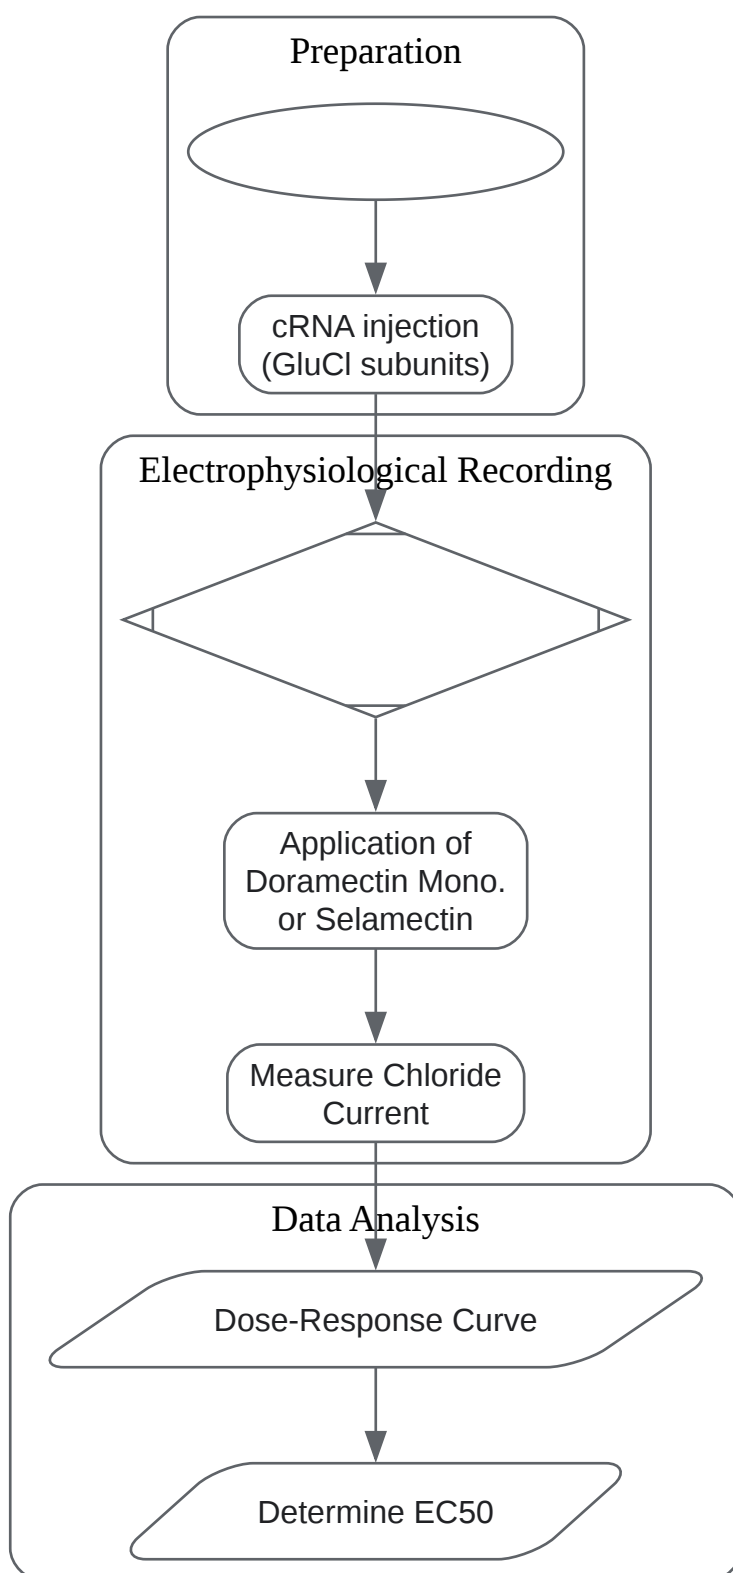 Preparation
cRNA injection
(GluCl subunits)
Electrophysiological Recording
Application of
Doramectin Mono.
or Selamectin
Measure Chloride
Current
Data Analysis
Dose-Response Curve
Determine EC50